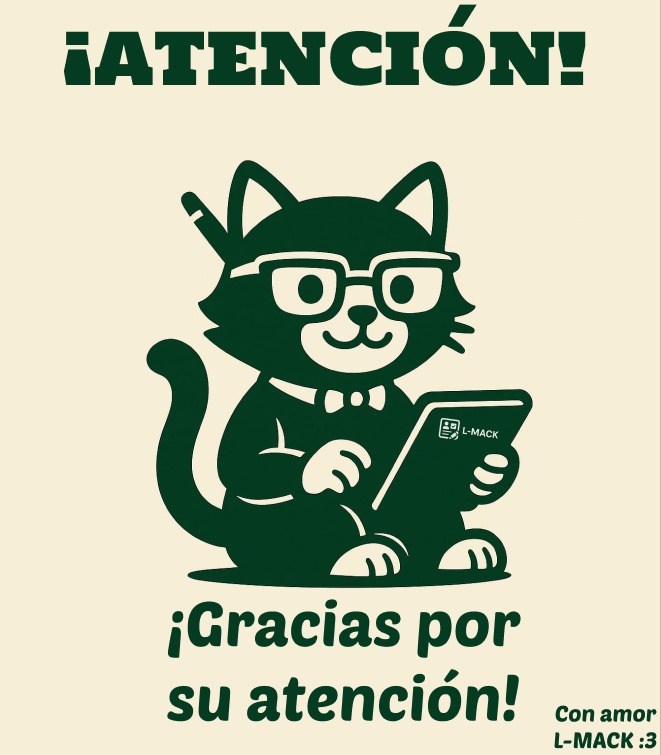 ¡ATENCIÓN!
L-MACK
¡Gracias por
su atención!
Con amor
L-MACK :3